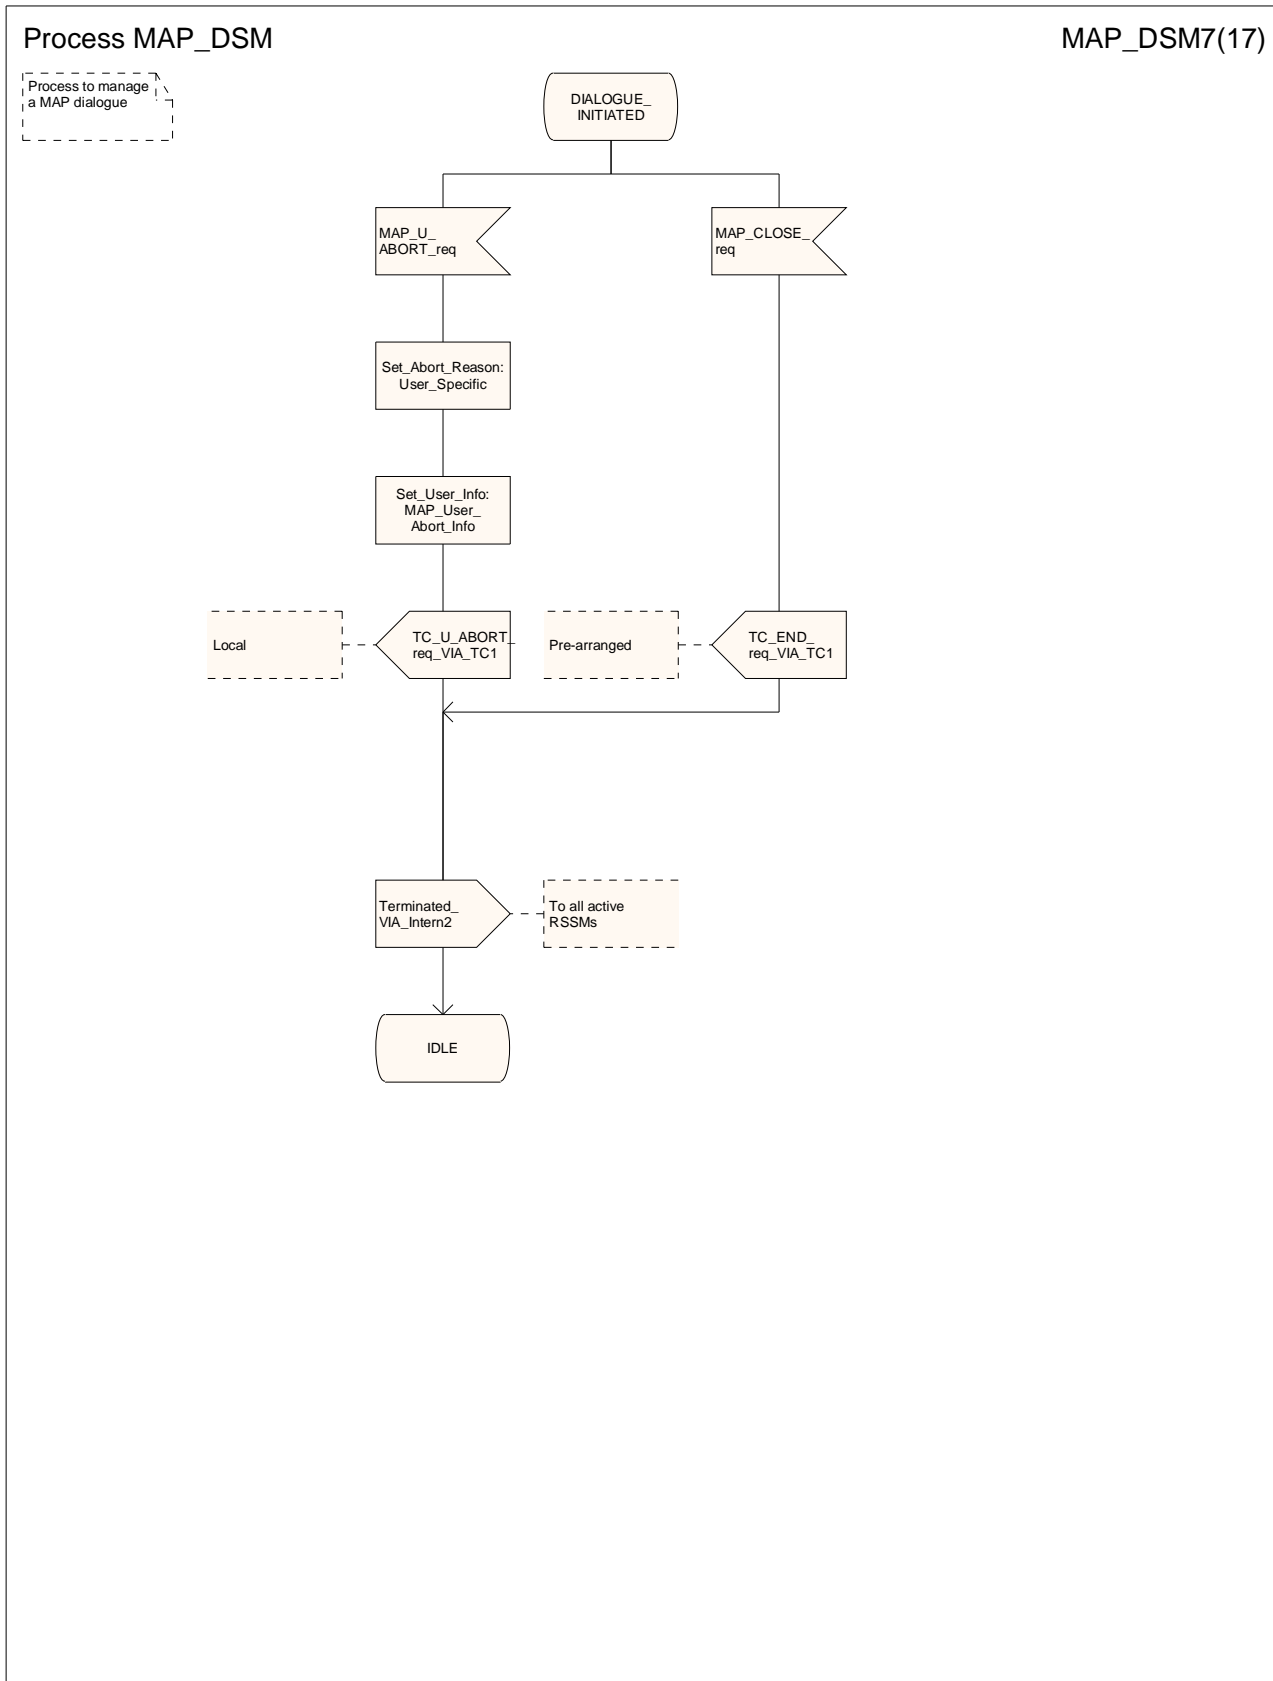 Process MAP_DSM
MAP_DSM7(17)
Process to manage
a MAP dialogue
DIALOGUE_
INITIATED
MAP_U_
ABORT_req
MAP_CLOSE_
req
Set_Abort_Reason:
User_Specific
Set_User_Info:
MAP_User_
Abort_Info
Local
TC_U_ABORT_
req_VIA_TC1
Pre-arranged
TC_END_
req_VIA_TC1
Terminated_
VIA_Intern2
To all active
RSSMs
IDLE